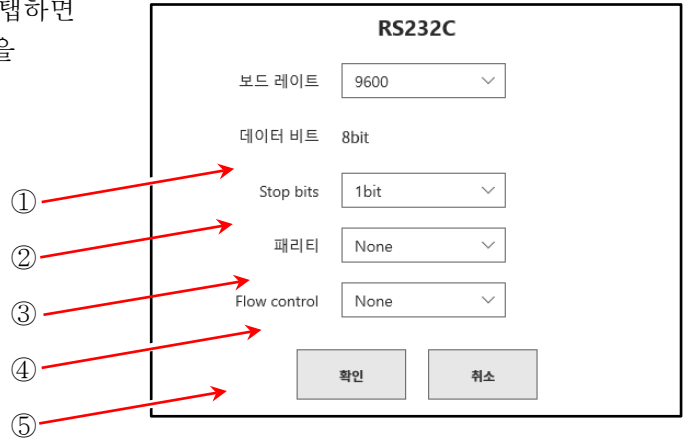 탭하면
을
RS232C
보드 레이트 9600
데이터 비트 8bit
① Stop bits 1bit
② 패리티 None
③ Flow control None
④ 확인 취소
⑤